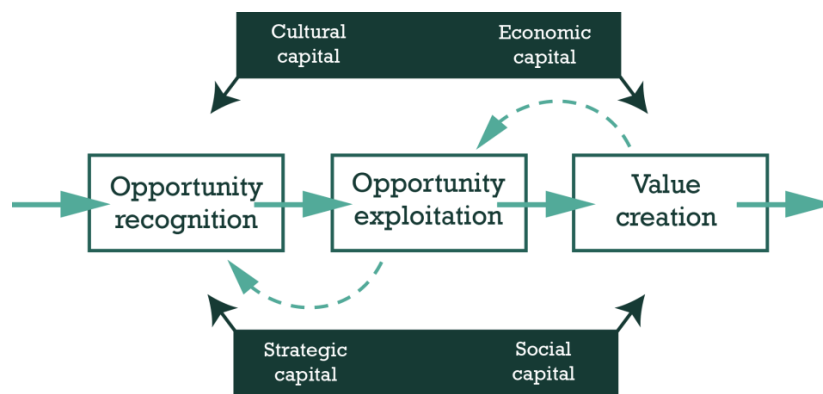 Cultural
capital
Economic
capital
Opportunity
recognition
Opportunity
exploitation
Value
creation
Strategic
capital
Social
capital